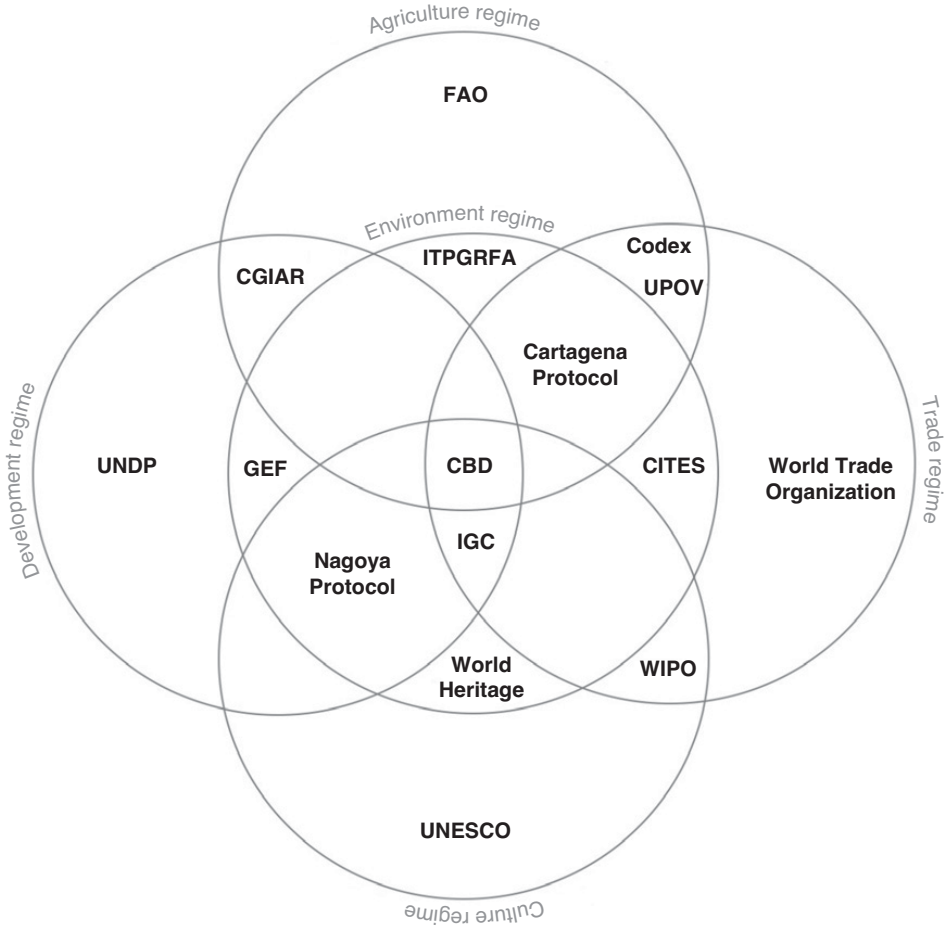 Agriculture regime
FAO
Environment regime
ITPGRFA
Codex
CGIAR
UPOV
Cartagena
Protocol
Development regime
UNDP
GEF
CBD
CITES
World Trade
Organization
Trade regime
IGC
Nagoya
Protocol
World
Heritage
WIPO
UNESCO
Culture regime